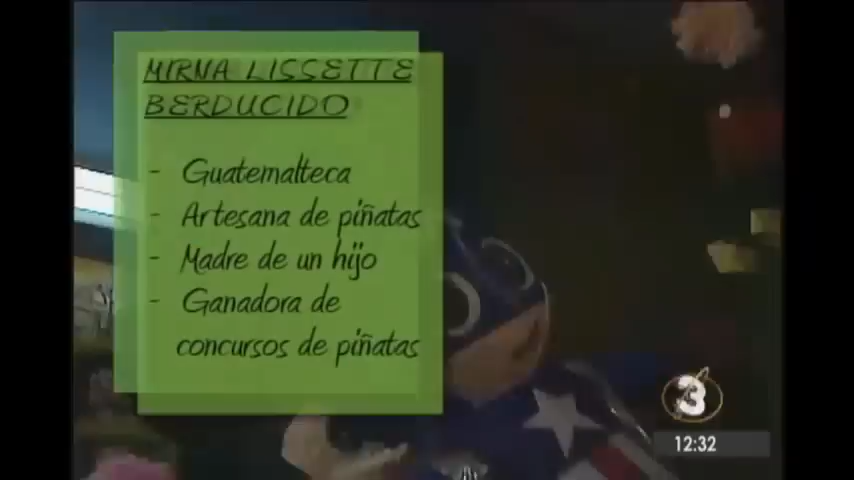 MIRNA LISSETTE
BERDUCIDO
- Guatemalteca
- Artesana de piñatas
- Madre de un hijo
- Ganadora de
concursos de piñatas
3
12:32